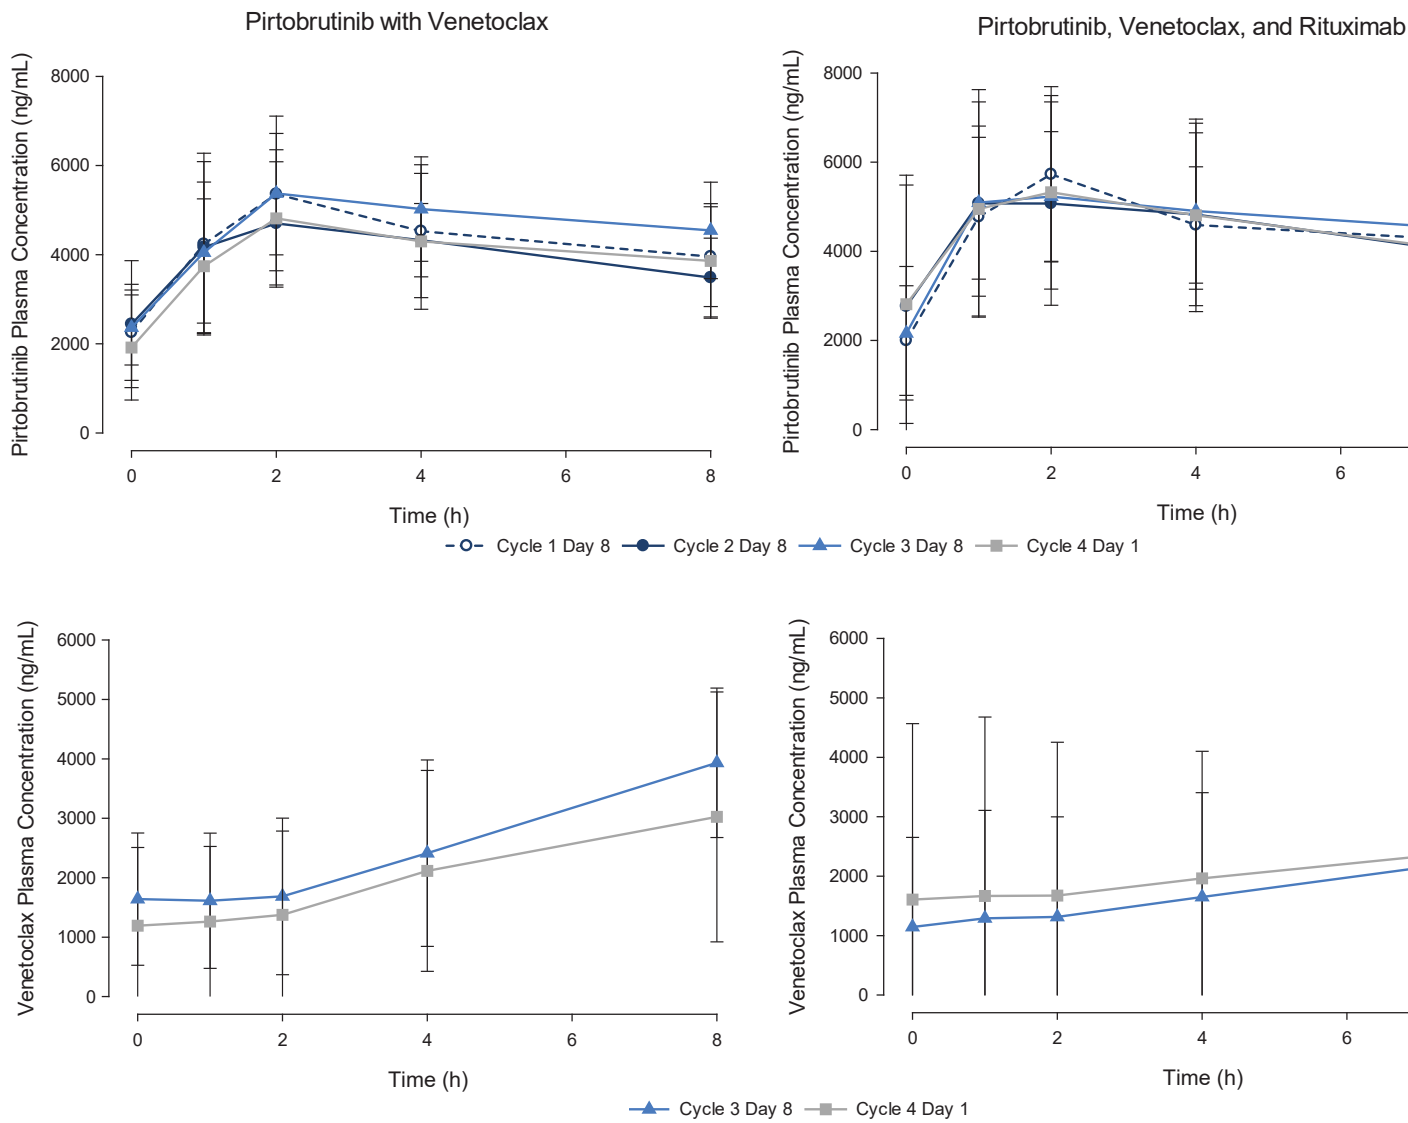 Pirtobrutinib with Venetoclax
Pirtobrutinib, Venetoclax, and Rituximab
Pirtobrutinib Plasma Concentration (ng/mL)
8000
6000
4000
2000
0
0 2 4 6 8
Time (h)
Pirtobrutinib Plasma Concentration (ng/mL)
8000
6000
4000
2000
0
0 2 4 6
Time (h)
Cycle 1 Day 8 Cycle 2 Day 8 Cycle 3 Day 8 Cycle 4 Day 1
Venetoclax Plasma Concentration (ng/mL)
6000
5000
4000
3000
2000
1000
0
0 2 4 6 8
Time (h)
Venetoclax Plasma Concentration (ng/mL)
6000
5000
4000
3000
2000
1000
0
0 2 4 6
Time (h)
Cycle 3 Day 8 Cycle 4 Day 1